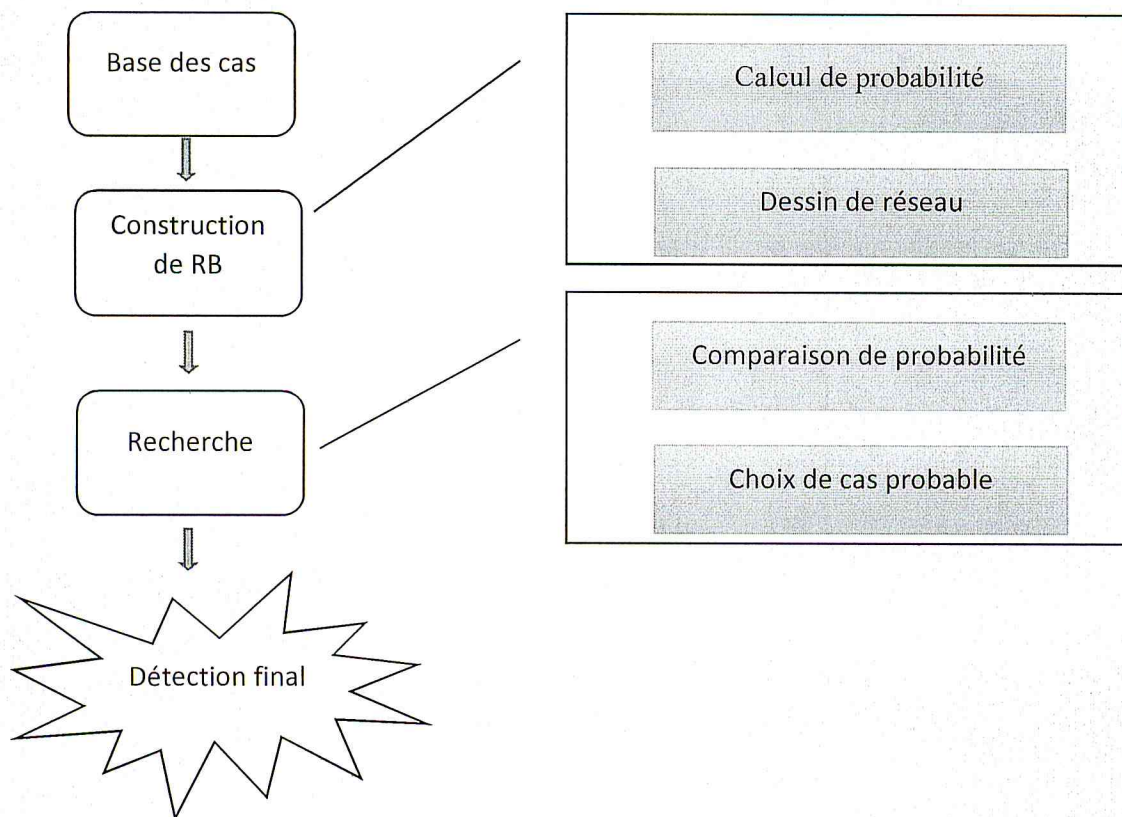 Base des cas
Construction
de RB
Recherche
Détection final
Calcul de probabilité
Dessin de réseau
Comparaison de probabilité
Choix de cas probable